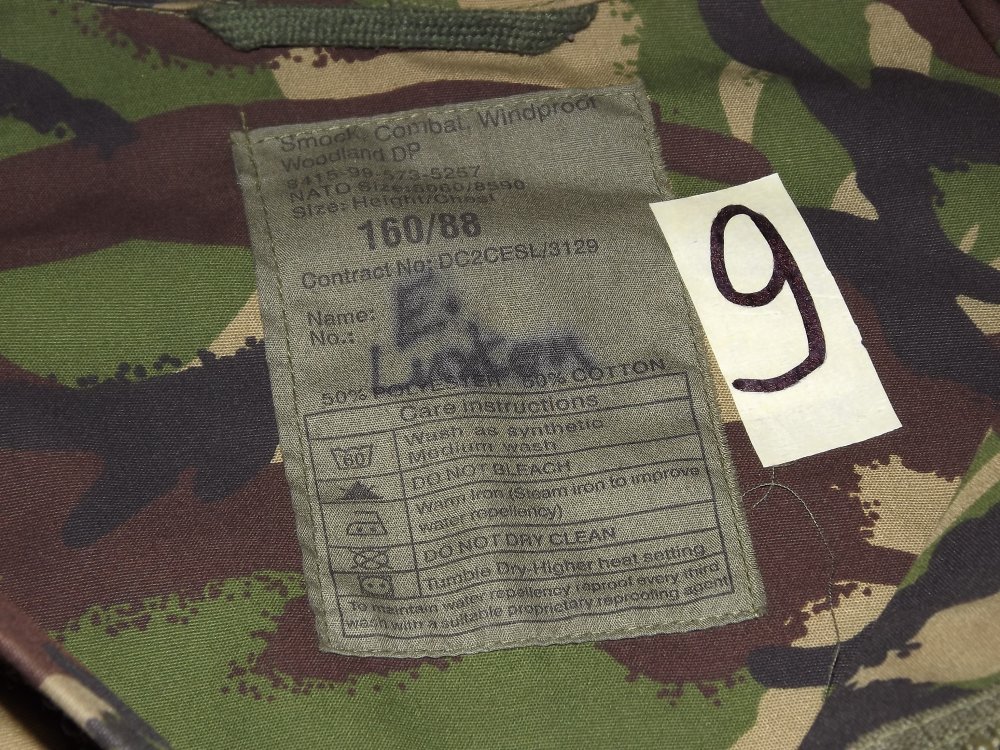 Smock, Combat, Windproof
Woodland DP
8415-99-573-5257
NATO Size:6060/8590
Size: Height/Chest
160/88
Contract No: DC2CESL/3129
Name:
No.:
50% POLYESTER 50% COTTON
Care Instructions
60
Wash as synthetic
Medium wash
DO NOT BLEACH
Warm Iron (Steam iron to improve
water repellency)
DO NOT DRY CLEAN
Tumble Dry-Higher heat setting
To maintain water repellency reproof every third
wash with a suitable proprietary reproofing agent
9